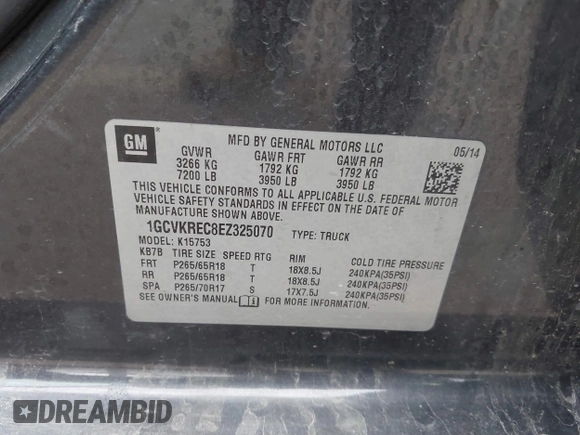 GM
MFD BY GENERAL MOTORS LLC
05/14
GVWR GAWR FRT GAWR RR
3266 KG 1792 KG 1792 KG
7200 LB 3950 LB 3950 LB
THIS VEHICLE CONFORMS TO ALL APPLICABLE U.S. FEDERAL MOTOR
VEHICLE SAFETY STANDARDS IN EFFECT ON THE DATE OF
MANUFACTURE SHOWN ABOVE.
1GCVKREC8EZ325070 TYPE: TRUCK
MODEL: K15753
KB7B TIRE SIZE SPEED RTG RIM COLD TIRE PRESSURE
FRT P265/65R18 T 18X8.5J 240KPA(35PSI)
RR P265/65R18 T 18X8.5J 240KPA(35PSI)
SPA P265/70R17 S 17X7.5J 240KPA(35PSI)
SEE OWNER'S MANUAL FOR MORE INFORMATION.
DREAMBID